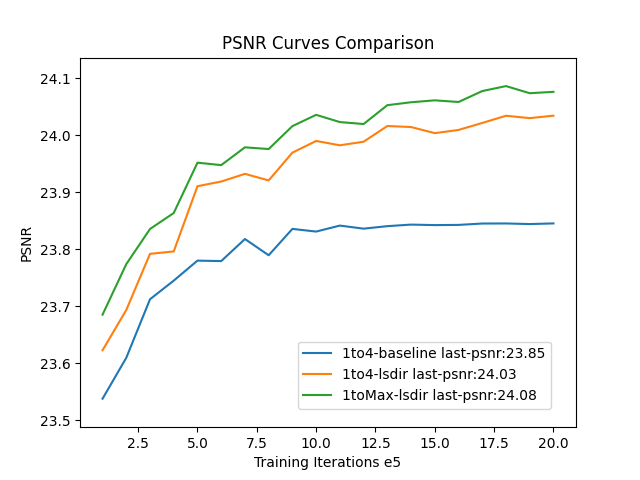 PSNR Curves Comparison
24.1
24.0
23.9
23.8
23.7
23.6
23.5
PSNR
1to4-baseline last-psnr:23.85
1to4-lsdir last-psnr:24.03
1toMax-lsdir last-psnr:24.08
2.5 5.0 7.5 10.0 12.5 15.0 17.5 20.0
Training Iterations e5